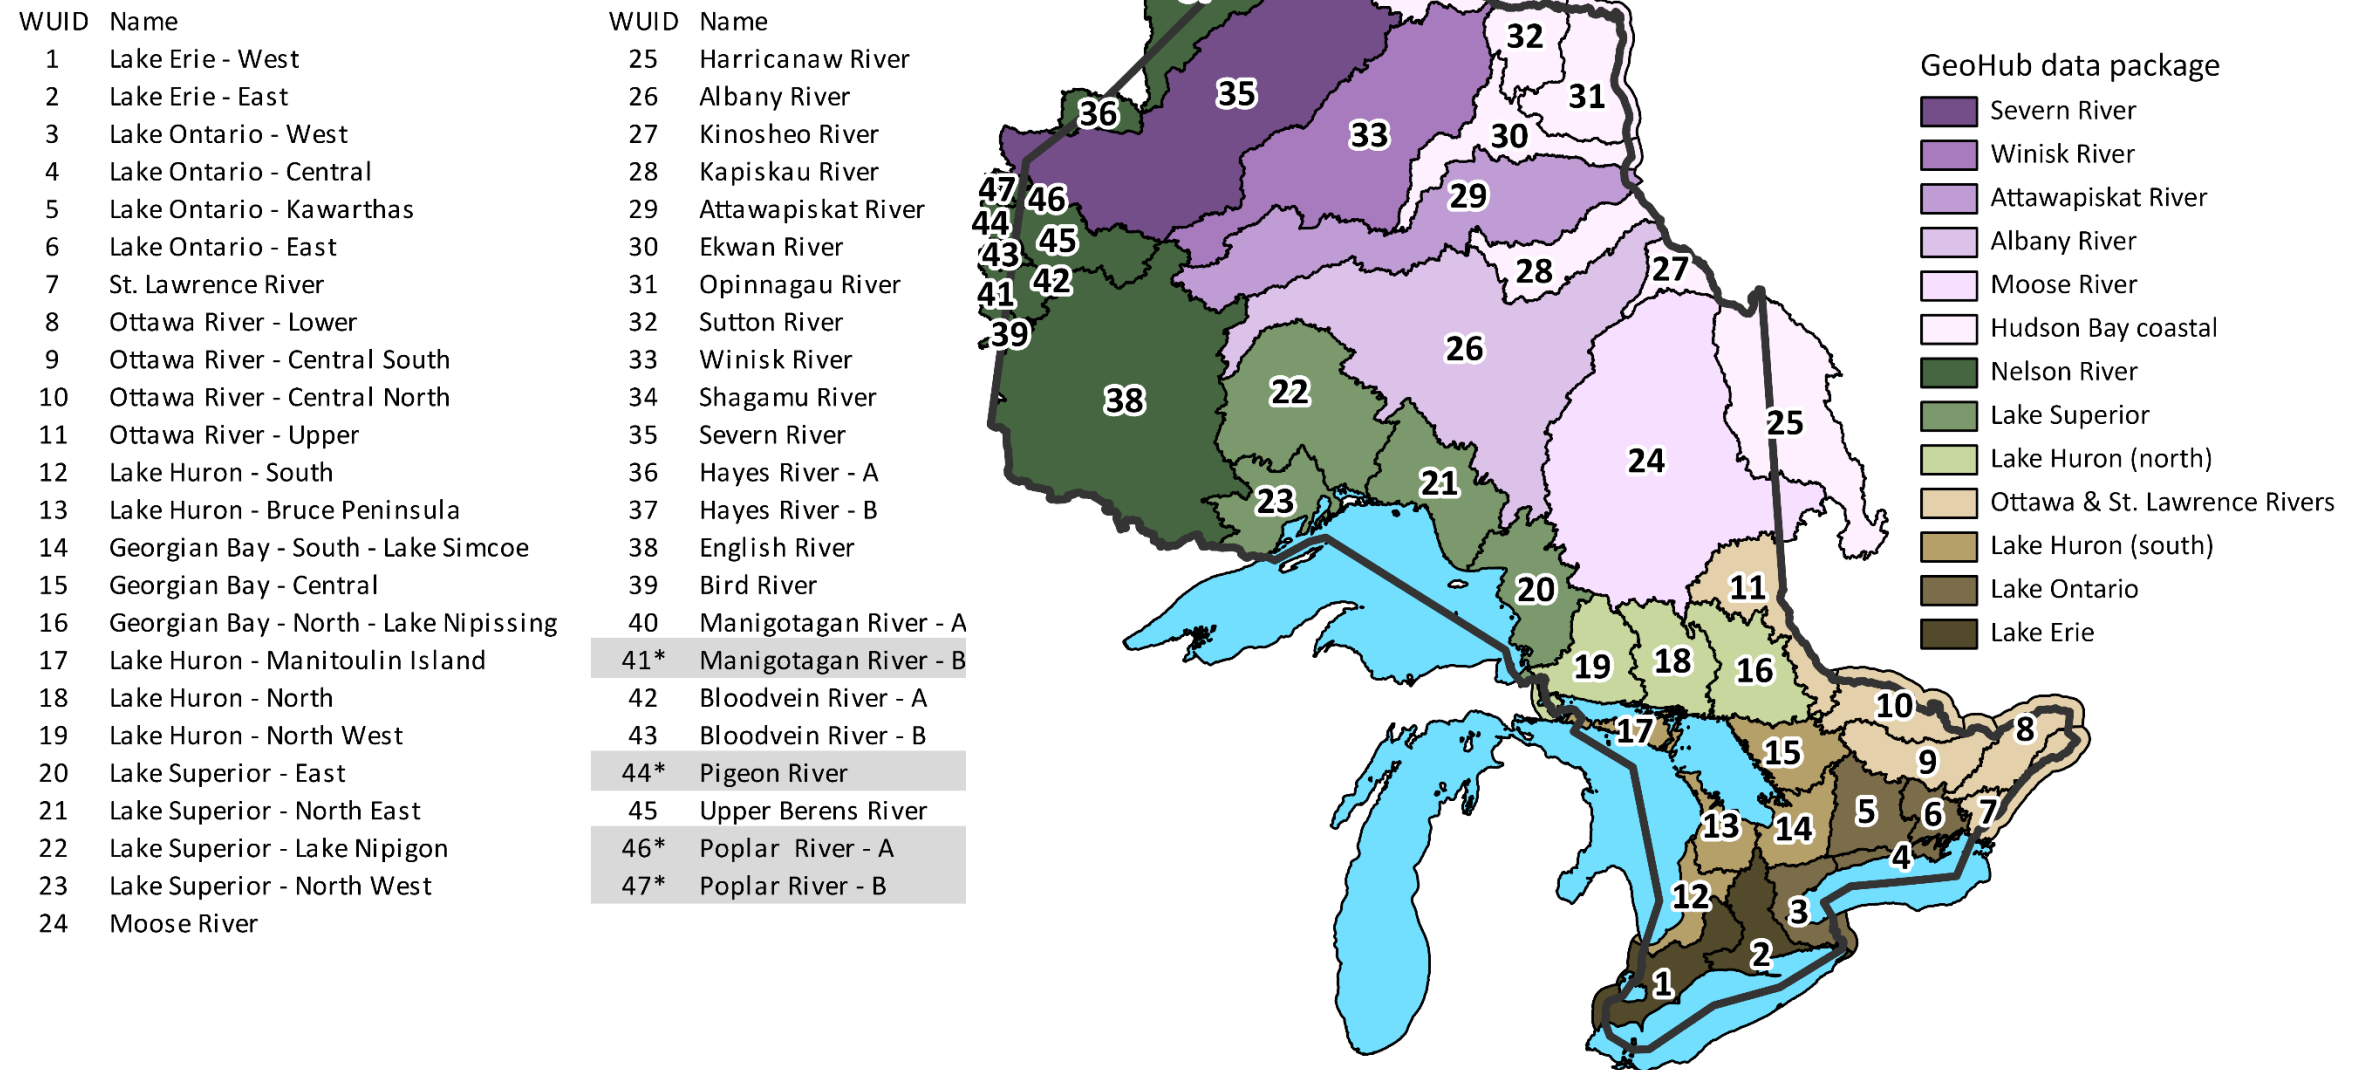 WUID Name
1 Lake Erie - West
2 Lake Erie - East
3 Lake Ontario - West
4 Lake Ontario - Central
5 Lake Ontario - Kawarthas
6 Lake Ontario - East
7 St. Lawrence River
8 Ottawa River - Lower
9 Ottawa River - Central South
10 Ottawa River - Central North
11 Ottawa River - Upper
12 Lake Huron - South
13 Lake Huron - Bruce Peninsula
14 Georgian Bay - South - Lake Simcoe
15 Georgian Bay - Central
16 Georgian Bay - North - Lake Nipissing
17 Lake Huron - Manitoulin Island
18 Lake Huron - North
19 Lake Huron - North West
20 Lake Superior - East
21 Lake Superior - North East
22 Lake Superior - Lake Nipigon
23 Lake Superior - North West
24 Moose River
WUID Name
25 Harricanaw River
26 Albany River
27 Kinosheo River
28 Kapiskau River
29 Attawapiskat River
30 Ekwan River
31 Opinnagau River
32 Sutton River
33 Winisk River
34 Shagamu River
35 Severn River
36 Hayes River - A
37 Hayes River - B
38 English River
39 Bird River
40 Manigotagan River - A
41* Manigotagan River - B
42 Bloodvein River - A
43 Bloodvein River - B
44* Pigeon River
45 Upper Berens River
46* Poplar  River - A
47* Poplar River - B
32
35
31
36
33
30
47
46
29
44
45
43
28
27
42
41
39
26
38
22
25
24
21
23
20
11
19
18
16
10
17
8
15
9
5
6
7
13
14
4
12
3
2
1
GeoHub data package
Severn River
Winisk River
Attawapiskat River
Albany River
Moose River
Hudson Bay coastal
Nelson River
Lake Superior
Lake Huron (north)
Ottawa & St. Lawrence Rivers
Lake Huron (south)
Lake Ontario
Lake Erie